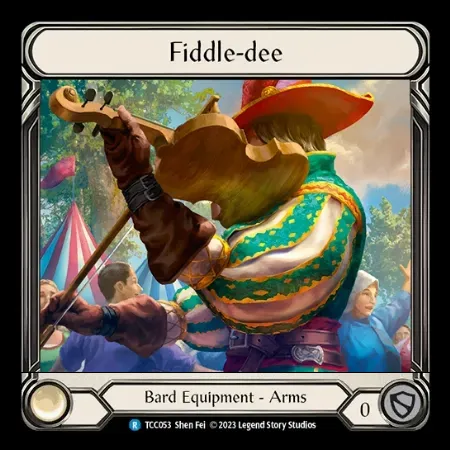 Fiddle-dee
Bard Equipment - Arms
0
R TCC053 Shen Fei © 2023 Legend Story Studios